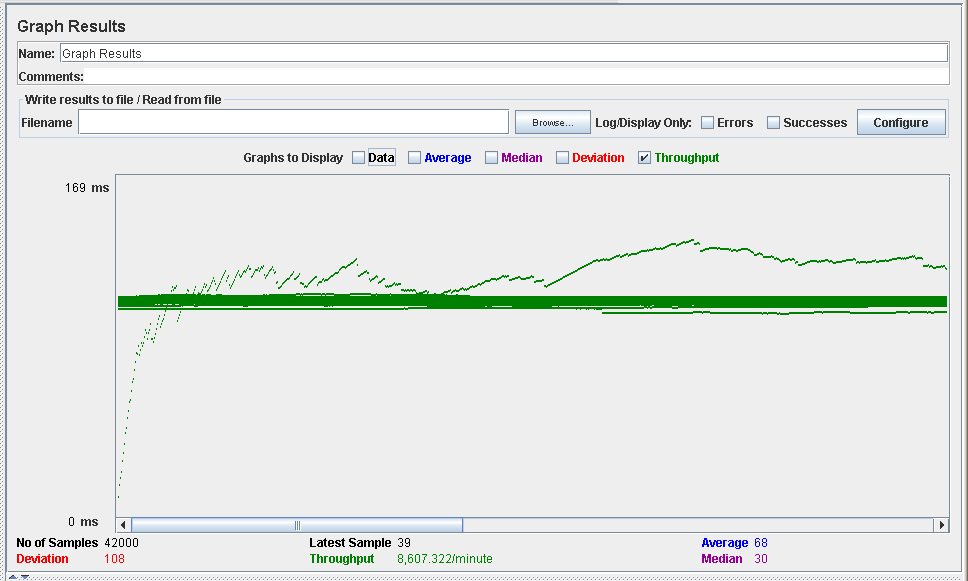 Graph Results
Name: Graph Results
Comments:
Write results to file / Read from file
Filename Browse... Log/Display Only: Errors Successes Configure
Graphs to Display Data Average Median Deviation Throughput
169 ms
0 ms
No of Samples 42000 Latest Sample 39 Average 68
Deviation 108 Throughput 8,607.322/minute Median 30